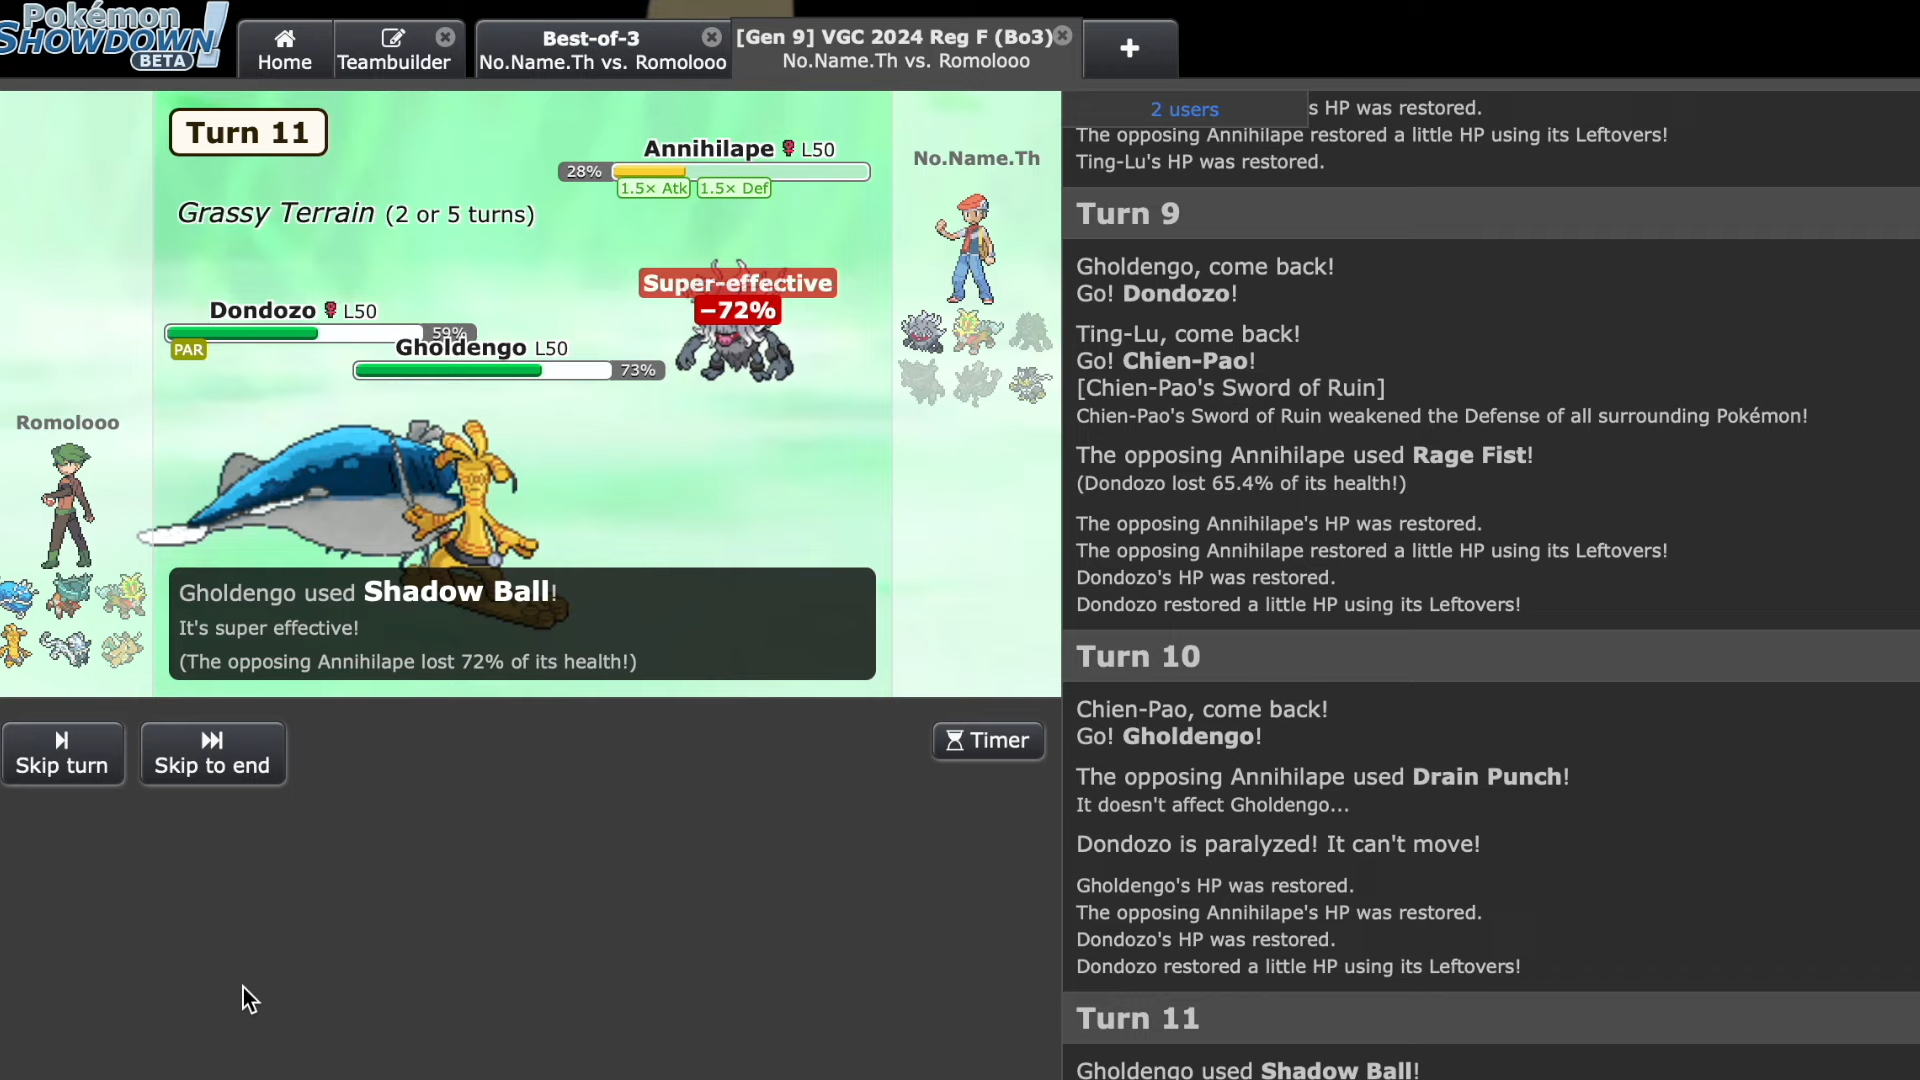 Pokémon
SHOWDOWN!
BETA
Home
Teambuilder
Best-of-3
No.Name.Th vs. Romolooo
[Gen 9] VGC 2024 Reg F (Bo3)
No.Name.Th vs. Romolooo
+
Turn 11
Annihilape L50
28%
1.5× Atk 1.5× Def
Grassy Terrain (2 or 5 turns)
Super-effective
−72%
Dondozo L50
59%
PAR
Gholdengo L50
73%
No.Name.Th
Romolooo
Gholdengo used Shadow Ball!
It's super effective!
(The opposing Annihilape lost 72% of its health!)
Skip turn
Skip to end
Timer
2 users
s HP was restored.
The opposing Annihilape restored a little HP using its Leftovers!
Ting-Lu's HP was restored.
Turn 9
Gholdengo, come back!
Go! Dondozo!
Ting-Lu, come back!
Go! Chien-Pao!
[Chien-Pao's Sword of Ruin]
Chien-Pao's Sword of Ruin weakened the Defense of all surrounding Pokémon!
The opposing Annihilape used Rage Fist!
(Dondozo lost 65.4% of its health!)
The opposing Annihilape's HP was restored.
The opposing Annihilape restored a little HP using its Leftovers!
Dondozo's HP was restored.
Dondozo restored a little HP using its Leftovers!
Turn 10
Chien-Pao, come back!
Go! Gholdengo!
The opposing Annihilape used Drain Punch!
It doesn't affect Gholdengo...
Dondozo is paralyzed! It can't move!
Gholdengo's HP was restored.
The opposing Annihilape's HP was restored.
Dondozo's HP was restored.
Dondozo restored a little HP using its Leftovers!
Turn 11
Gholdengo used Shadow Ball!